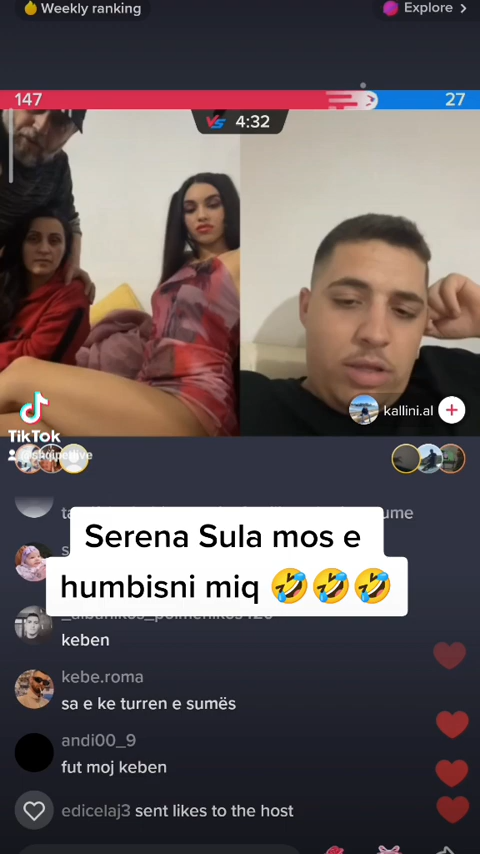 Weekly ranking
Explore >
147
27
VS 4:32
kallini.al
TikTok
Serena Sula mos e
humbisni miq 🤣🤣🤣
keben
kebe.roma
sa e ke turren e sumës
andi00_9
fut moj keben
edicelaj3 sent likes to the host